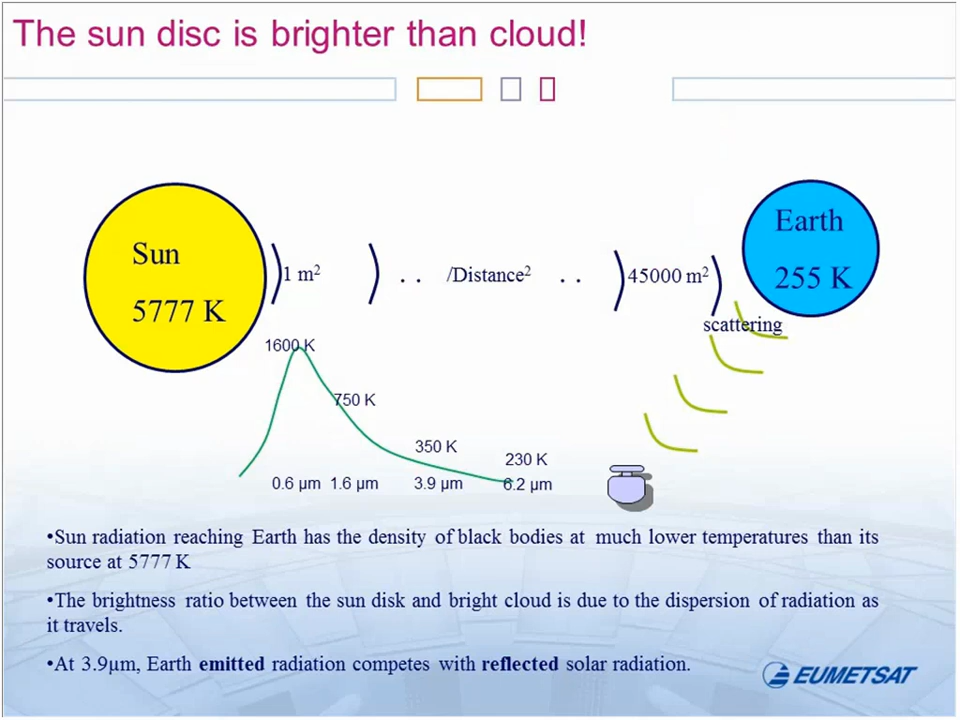 The sun disc is brighter than cloud!
Sun
5777 K
1 m²
. . /Distance² . .
45000 m²
Earth
255 K
scattering
1600 K
750 K
350 K
230 K
0.6 µm 1.6 µm 3.9 µm 6.2 µm
•Sun radiation reaching Earth has the density of black bodies at much lower temperatures than its
source at 5777 K
•The brightness ratio between the sun disk and bright cloud is due to the dispersion of radiation as
it travels.
•At 3.9µm, Earth emitted radiation competes with reflected solar radiation.
EUMETSAT